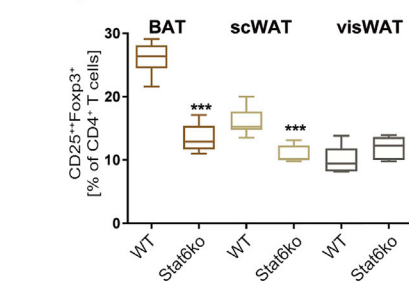 BAT scWAT visWAT
CD25⁺⁺Foxp3⁺
[% of CD4⁺ T cells]
30
20
10
0
***
***
WT Stat6ko WT Stat6ko WT Stat6ko